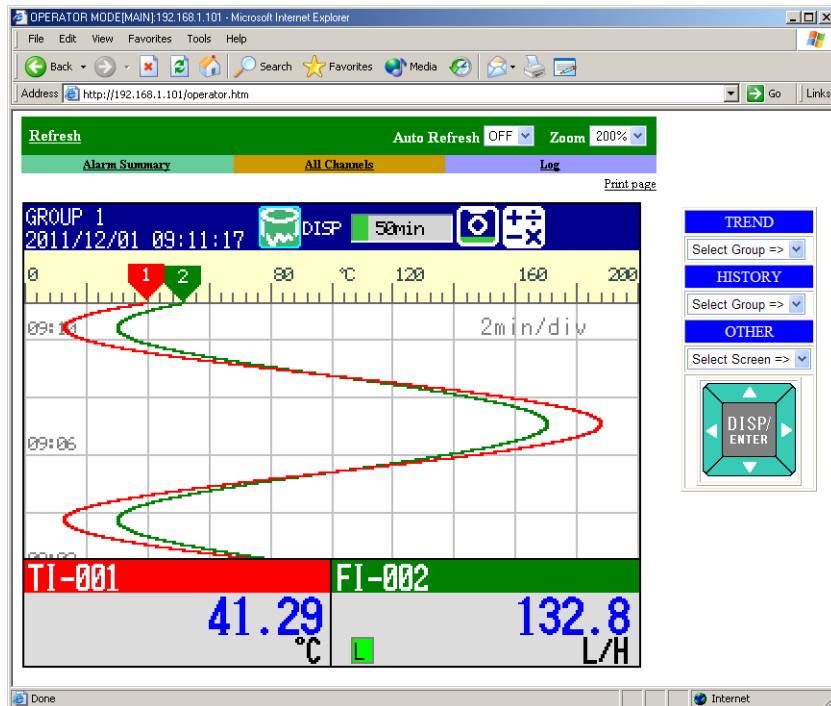 OPERATOR MODE[MAIN]:192.168.1.101 - Microsoft Internet Explorer
File Edit View Favorites Tools Help
Back Search Favorites Media
Address http://192.168.1.101/operator.htm Go Links
Refresh Auto Refresh OFF Zoom 200%
Alarm Summary All Channels Log
Print page
GROUP 1
2011/12/01 09:11:17 DISP 50min
0 1 2 80 °C 120 160 200
09:10 2min/div
09:06
TI-001 FI-002
41.29 132.8
°C L L/H
TREND
Select Group =>
HISTORY
Select Group =>
OTHER
Select Screen =>
DISP/
ENTER
Done Internet